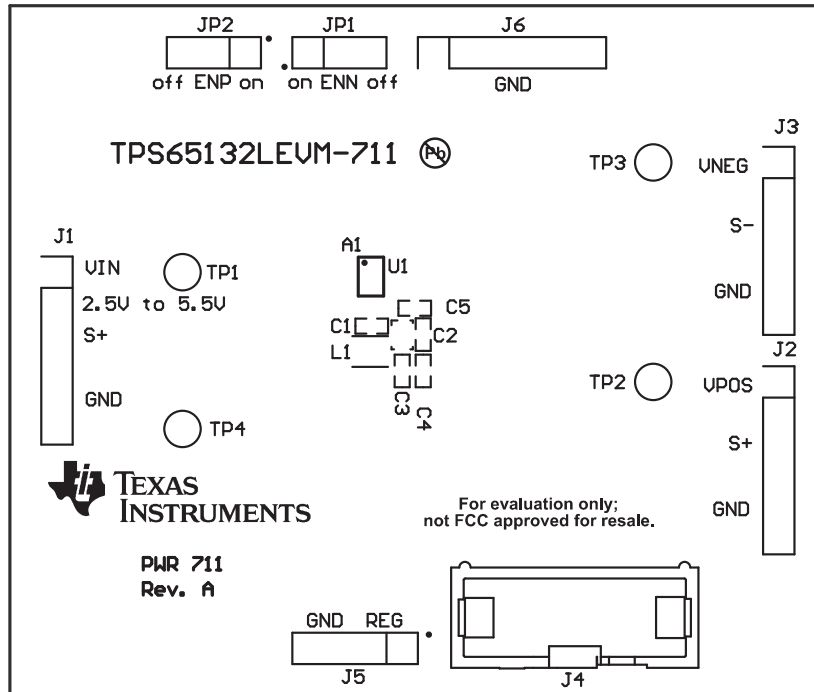 JP2 JP1 J6
off ENP on on ENN off GND
TPS65132LEVM-711 Pb
J3
TP3 VNEG
S-
GND
J1
VIN TP1
2.5V to 5.5V
S+
GND TP4
A1
U1
C5
C1 C2
L1
C3 C4
J2
TP2 VPOS
S+
GND
TEXAS
INSTRUMENTS
For evaluation only;
not FCC approved for resale.
PWR 711
Rev. A
GND REG
J5 J4